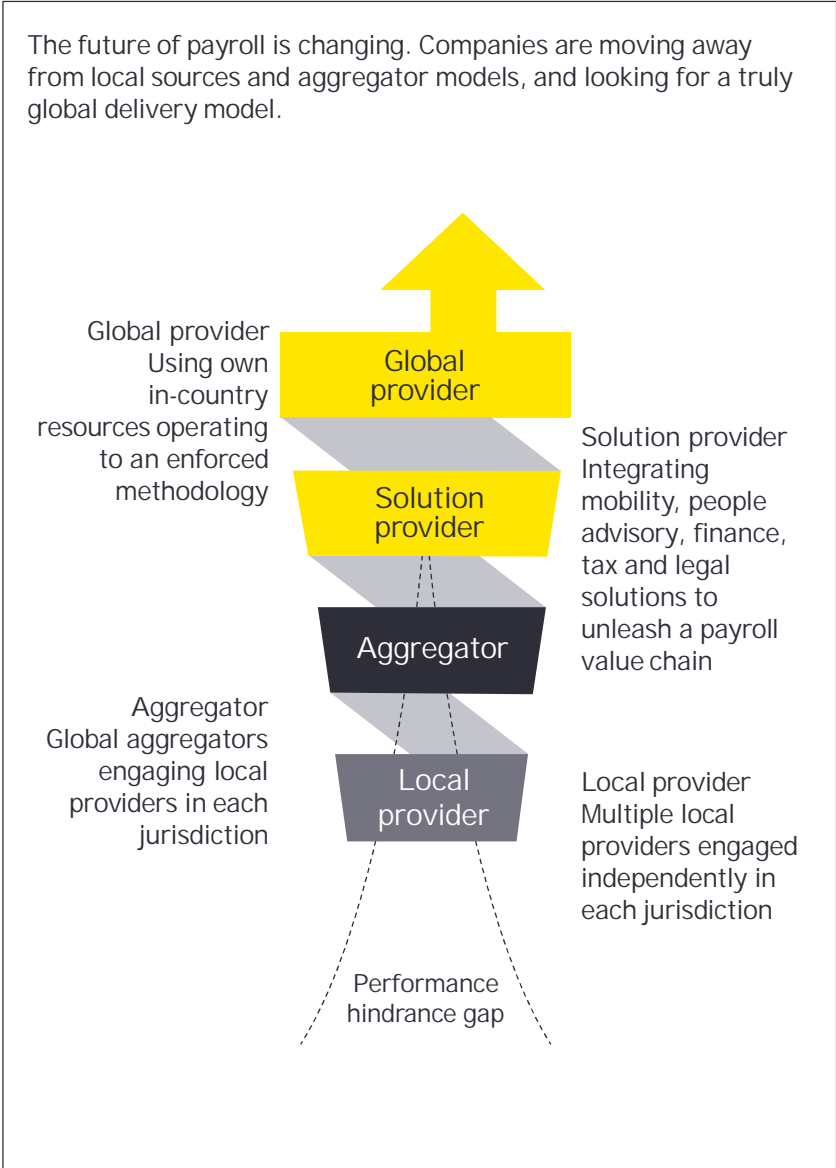 The future of payroll is changing. Companies are moving away
from local sources and aggregator models, and looking for a truly
global delivery model.
Global provider
Using own
in-country
resources operating
to an enforced
methodology
Global
provider
Solution provider
Integrating
mobility, people
advisory, finance,
tax and legal
solutions to
unleash a payroll
value chain
Solution
provider
Aggregator
Aggregator
Global aggregators
engaging local
providers in each
jurisdiction
Local
provider
Local provider
Multiple local
providers engaged
independently in
each jurisdiction
Performance
hindrance gap